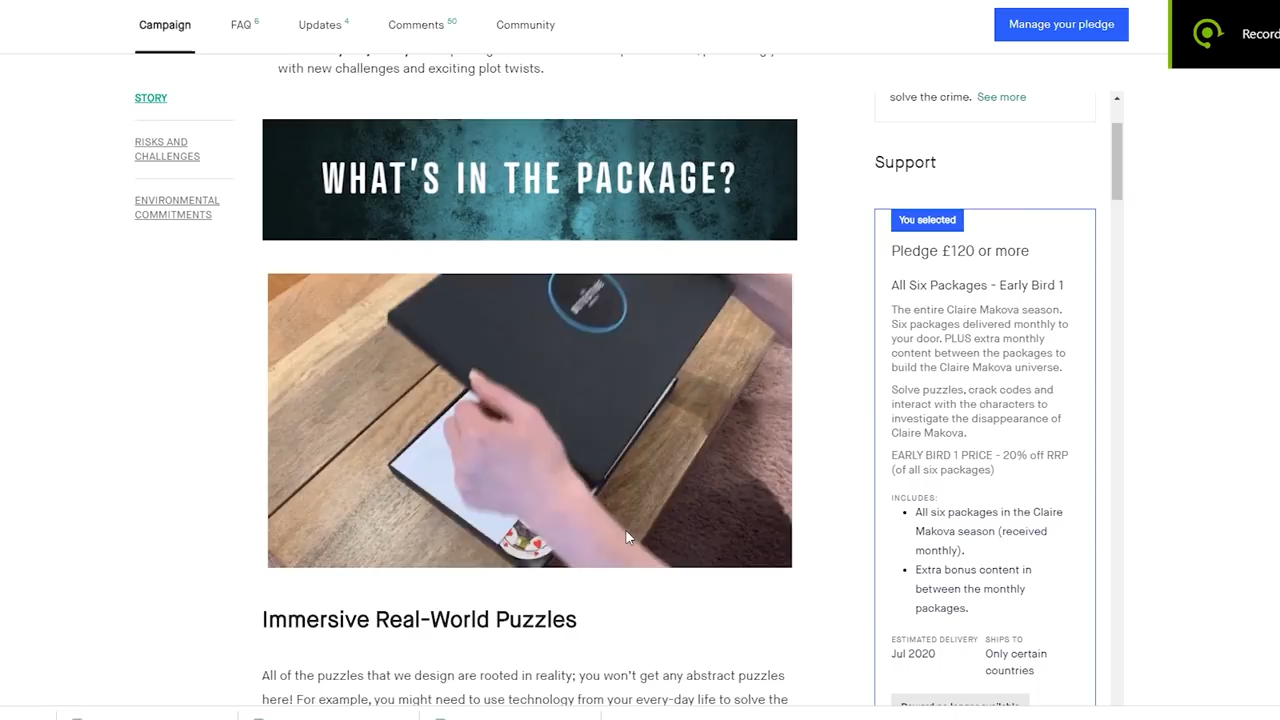 Campaign
FAQ 6
Updates 4
Comments 50
Community
Manage your pledge
Record
with new challenges and exciting plot twists.
STORY
RISKS AND
CHALLENGES
ENVIRONMENTAL
COMMITMENTS
WHAT'S IN THE PACKAGE?
Immersive Real-World Puzzles
All of the puzzles that we design are rooted in reality; you won't get any abstract puzzles
here! For example, you might need to use technology from your every-day life to solve the
solve the crime. See more
Support
You selected
Pledge £120 or more
All Six Packages - Early Bird 1
The entire Claire Makova season.
Six packages delivered monthly to
your door. PLUS extra monthly
content between the packages to
build the Claire Makova universe.
Solve puzzles, crack codes and
interact with the characters to
investigate the disappearance of
Claire Makova.
EARLY BIRD 1 PRICE - 20% off RRP
(of all six packages)
INCLUDES:
All six packages in the Claire
Makova season (received
monthly).
Extra bonus content in
between the monthly
packages.
ESTIMATED DELIVERY
Jul 2020
SHIPS TO
Only certain
countries